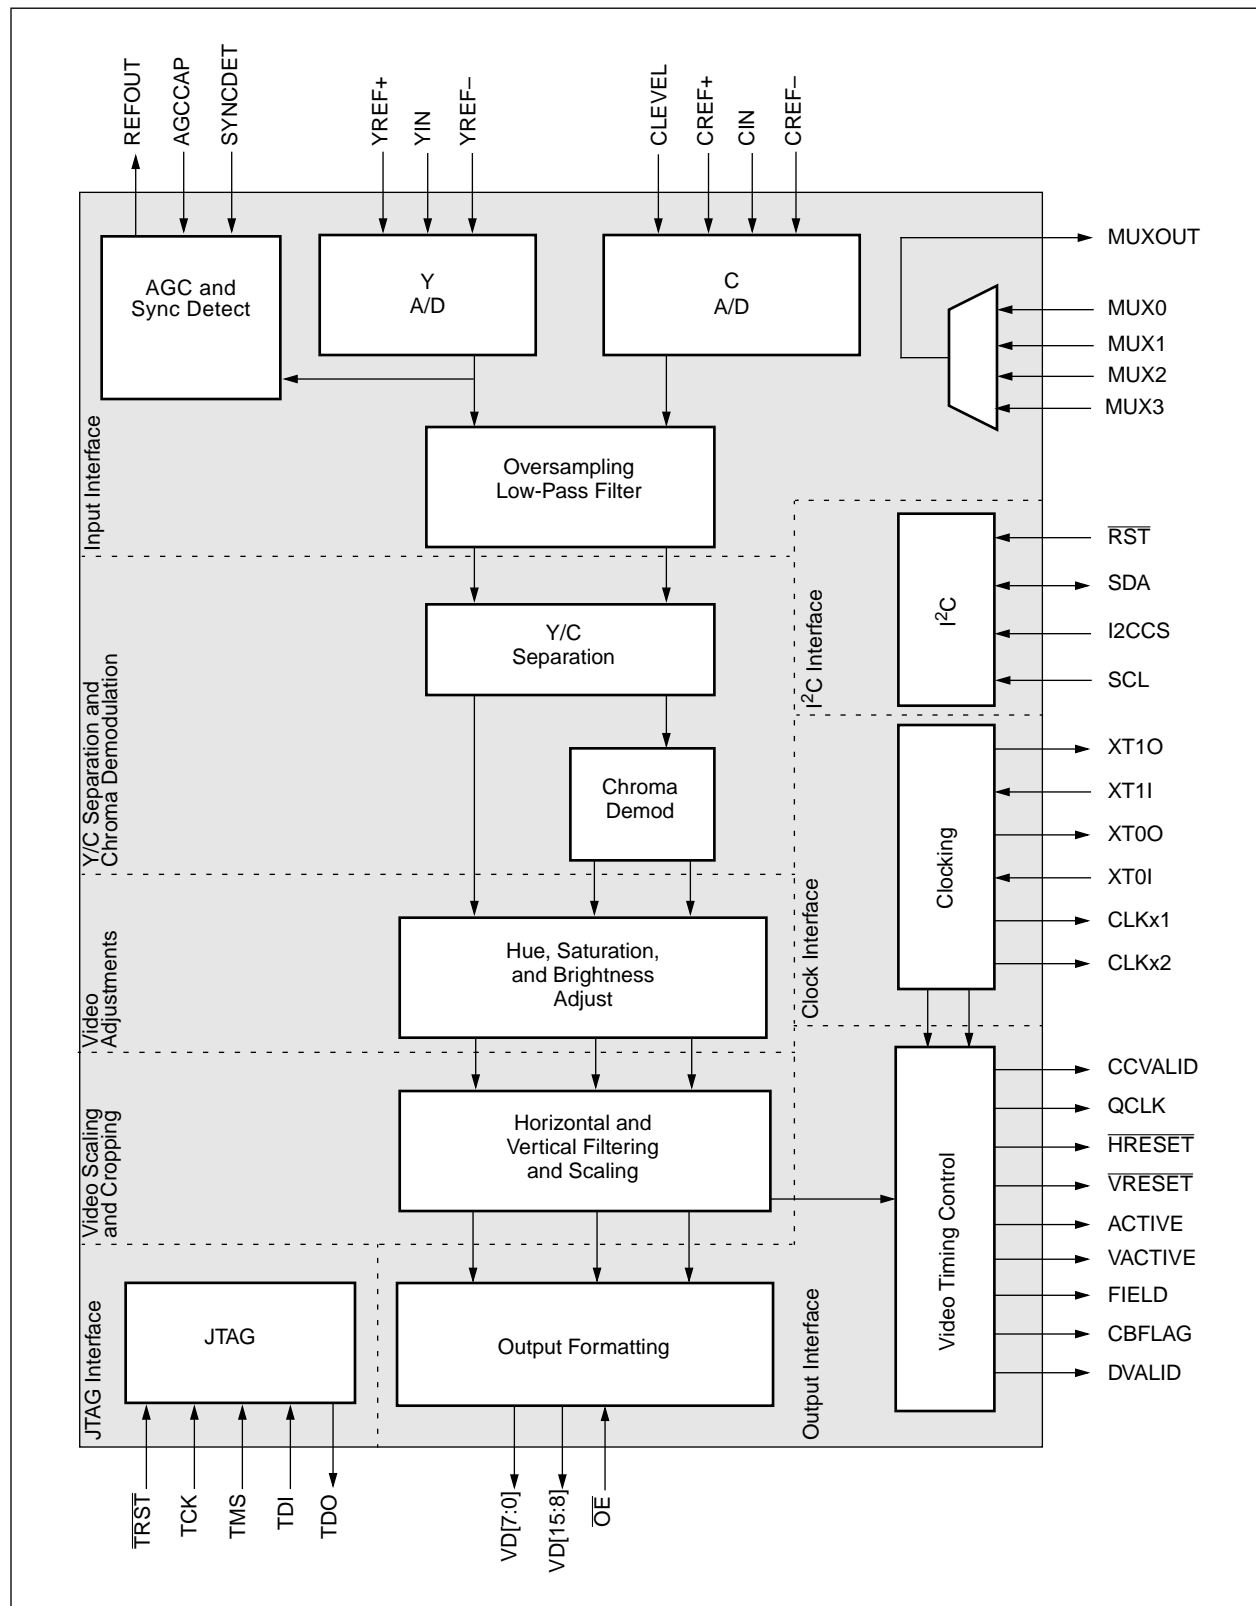 REFOUT
AGCCAP
SYNCDET
YREF+
YIN
YREF–
CLEVEL
CREF+
CIN
CREF–
AGC and
Sync Detect
Y
A/D
C
A/D
MUXOUT
MUX0
MUX1
MUX2
MUX3
Input Interface
Oversampling
Low-Pass Filter
I²C Interface
I²C
RST
SDA
I2CCS
SCL
Y/C Separation and
Chroma Demodulation
Y/C
Separation
Chroma
Demod
Clock Interface
Clocking
XT1O
XT1I
XT0O
XT0I
CLKx1
CLKx2
Video
Adjustments
Hue, Saturation,
and Brightness
Adjust
Video Scaling
and Cropping
Horizontal and
Vertical Filtering
and Scaling
Video Timing Control
CCVALID
QCLK
HRESET
VRESET
ACTIVE
VACTIVE
FIELD
CBFLAG
DVALID
JTAG Interface
JTAG
Output Formatting
Output Interface
TRST
TCK
TMS
TDI
TDO
VD[7:0]
VD[15:8]
OE